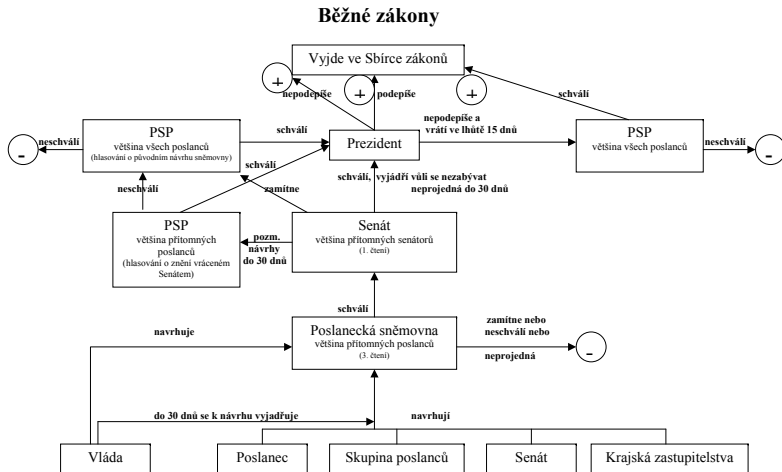 Běžné zákony
Vyjde ve Sbírce zákonů
+
+
+
nepodepíše
podepíše
schválí
neschválí
-
PSP
většina všech poslanců
(hlasování o původním návrhu sněmovny)
schválí
Prezident
nepodepíše a
vrátí ve lhůtě 15 dnů
PSP
většina všech poslanců
neschválí
-
schválí
neschválí
zamítne
schválí, vyjádří vůli se nezabývat
neprojedná do 30 dnů
PSP
většina přítomných
poslanců
(hlasování o znění vráceném
Senátem)
pozm.
návrhy
do 30 dnů
Senát
většina přítomných senátorů
(1. čtení)
schválí
navrhuje
Poslanecká sněmovna
většina přítomných poslanců
(3. čtení)
zamítne nebo
neschválí nebo
neprojedná
-
do 30 dnů se k návrhu vyjadřuje
navrhují
Vláda
Poslanec
Skupina poslanců
Senát
Krajská zastupitelstva